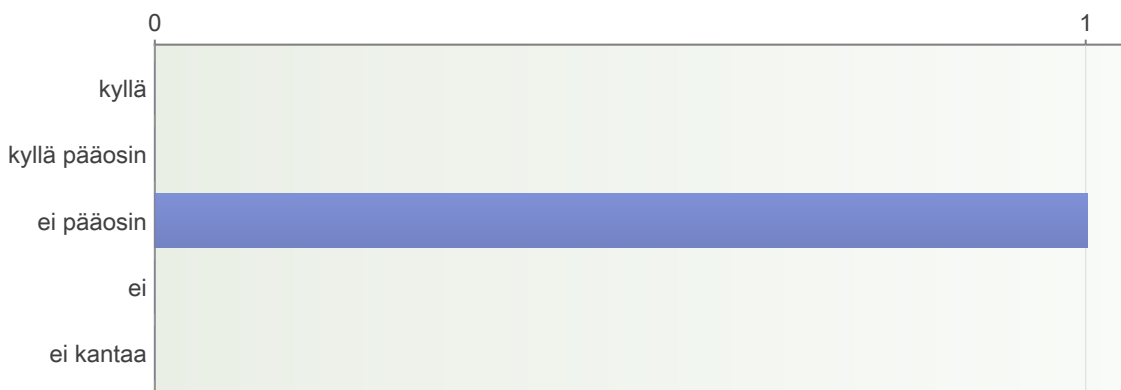 0 1
kyllä
kyllä pääosin
ei pääosin
ei
ei kantaa